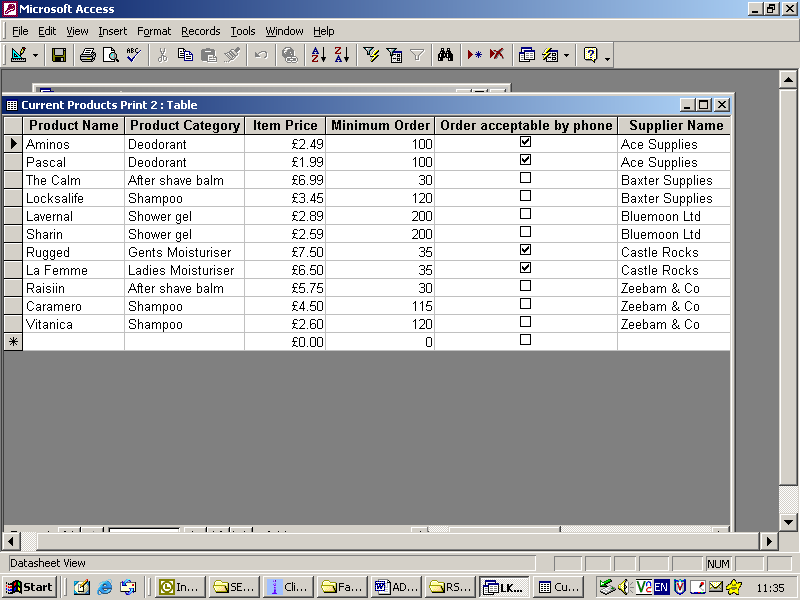 Microsoft Access
File Edit View Insert Format Records Tools Window Help
Current Products Print 2 : Table
Product Name Product Category Item Price Minimum Order Order acceptable by phone Supplier Name
Aminos Deodorant £2.49 100 Ace Supplies
Pascal Deodorant £1.99 100 Ace Supplies
The Calm After shave balm £6.99 30 Baxter Supplies
Locksalife Shampoo £3.45 120 Baxter Supplies
Lavernal Shower gel £2.89 200 Bluemoon Ltd
Sharin Shower gel £2.59 200 Bluemoon Ltd
Rugged Gents Moisturiser £7.50 35 Castle Rocks
La Femme Ladies Moisturiser £6.50 35 Castle Rocks
Raisiin After shave balm £5.75 30 Zeebam & Co
Caramero Shampoo £4.50 115 Zeebam & Co
Vitanica Shampoo £2.60 120 Zeebam & Co
£0.00 0
Datasheet View NUM
Start In... SE... Cli... Fa... AD... RS... LK... Cu... EN 11:35